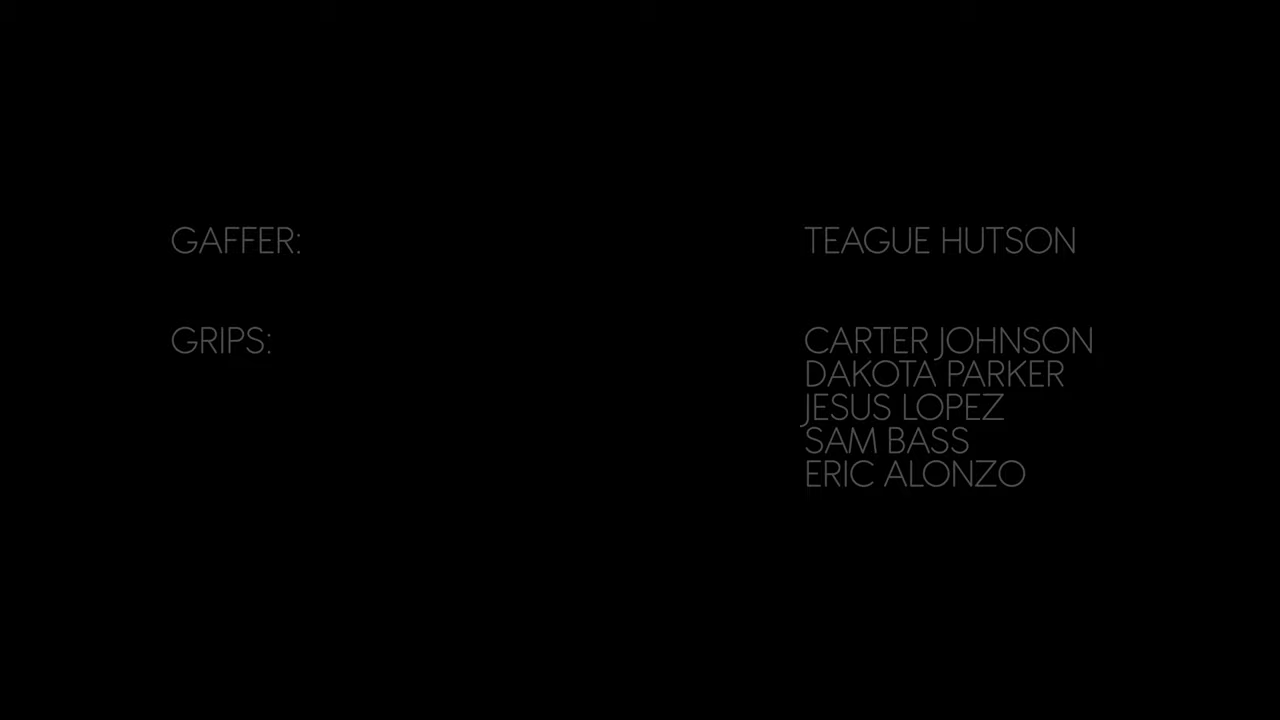 GAFFER: TEAGUE HUTSON
GRIPS: CARTER JOHNSON
DAKOTA PARKER
JESUS LOPEZ
SAM BASS
ERIC ALONZO